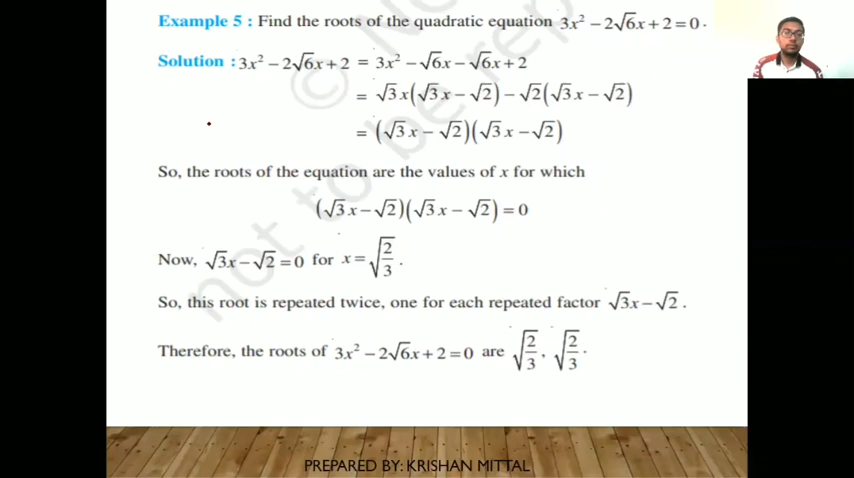 Example 5 : Find the roots of the quadratic equation 3x² − 2√6x + 2 = 0.
Solution : 3x² − 2√6x + 2 = 3x² − √6x − √6x + 2
= √3x(√3x − √2) − √2(√3x − √2)
= (√3x − √2)(√3x − √2)
So, the roots of the equation are the values of x for which
(√3x − √2)(√3x − √2) = 0
Now, √3x − √2 = 0 for x = √(2/3).
So, this root is repeated twice, one for each repeated factor √3x − √2.
Therefore, the roots of 3x² − 2√6x + 2 = 0 are √(2/3), √(2/3).
© N
not to be rep
PREPARED BY: KRISHAN MITTAL